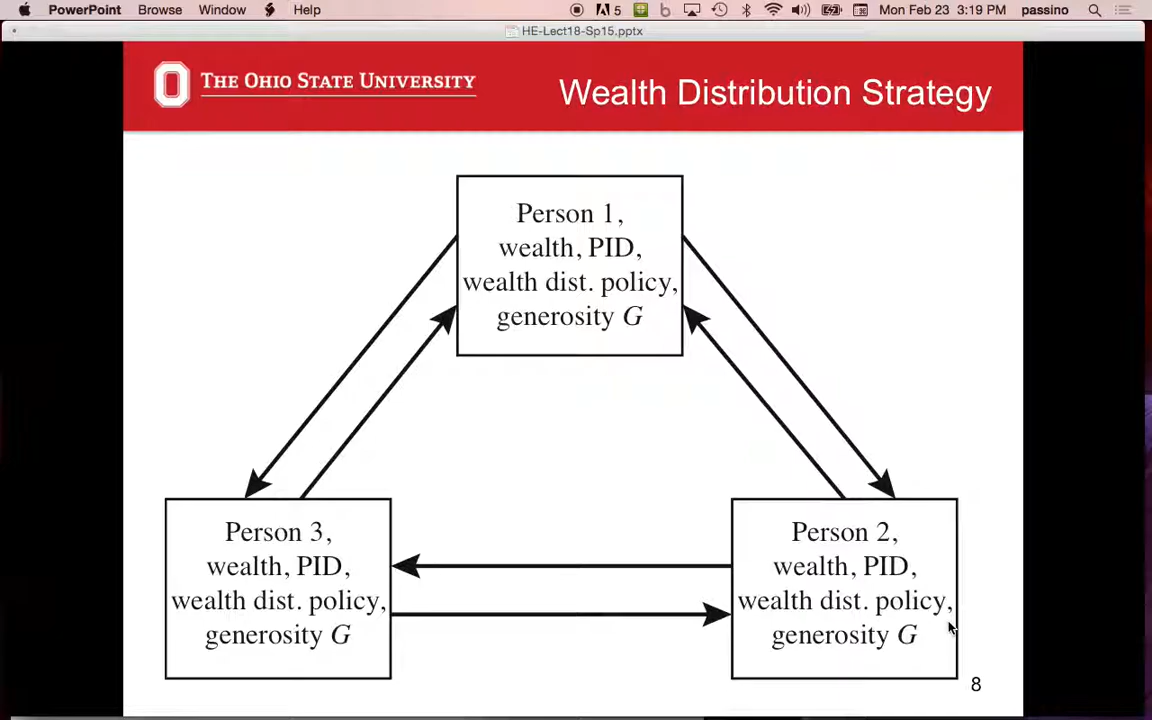 PowerPoint Browse Window Help 5 Mon Feb 23 3:19 PM passino
HE-Lect18-Sp15.pptx
THE OHIO STATE UNIVERSITY
Wealth Distribution Strategy
Person 1,
wealth, PID,
wealth dist. policy,
generosity G
Person 3,
wealth, PID,
wealth dist. policy,
generosity G
Person 2,
wealth, PID,
wealth dist. policy,
generosity G
8